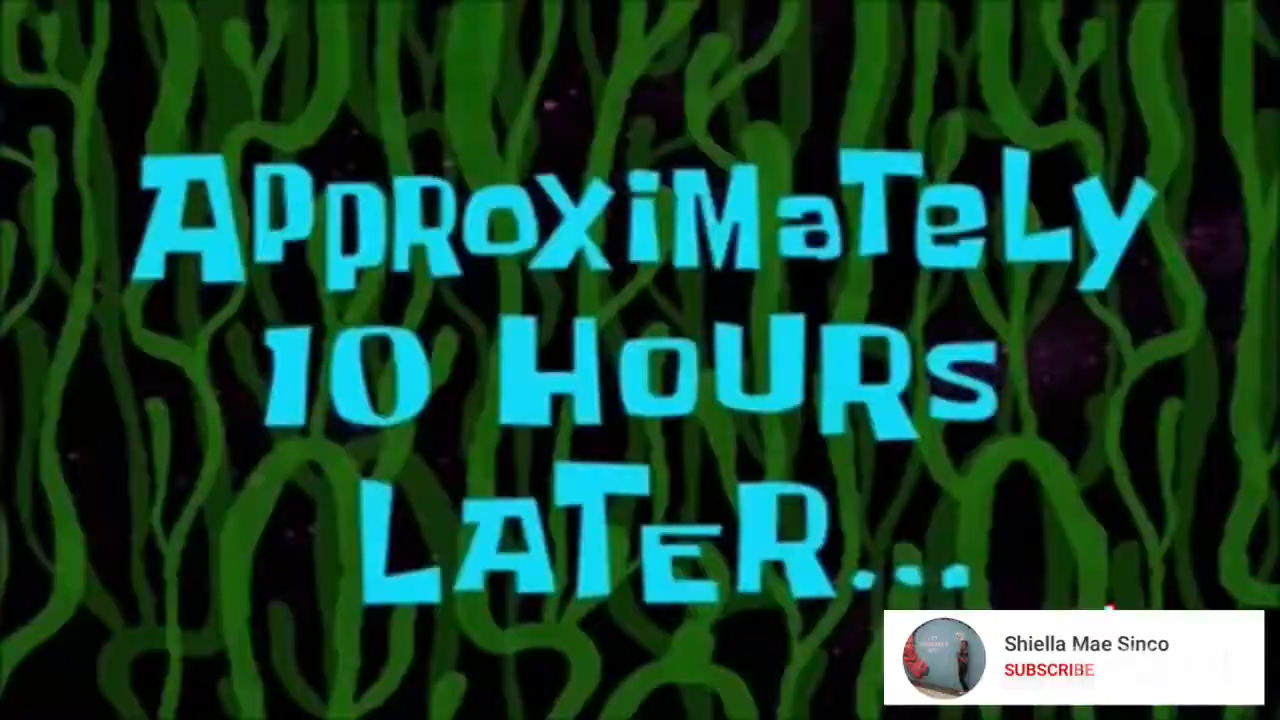 Approximately
10 Hours
Later...
Shiella Mae Sinco
SUBSCRIBE